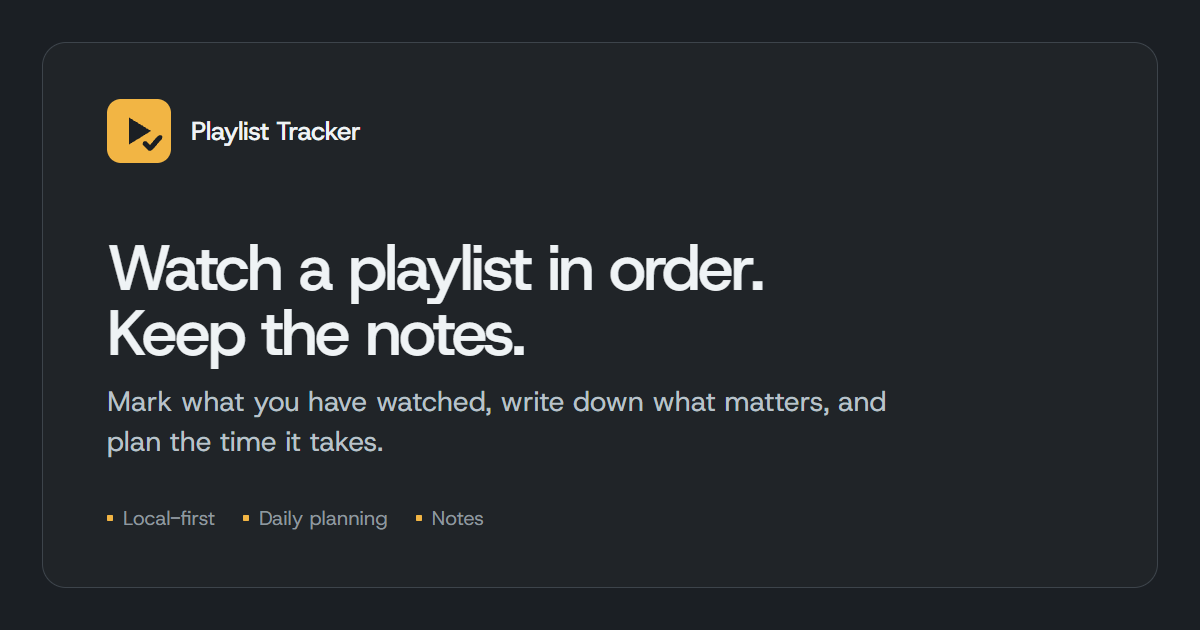 Playlist Tracker
Watch a playlist in order.
Keep the notes.
Mark what you have watched, write down what matters, and
plan the time it takes.
Local-first Daily planning Notes